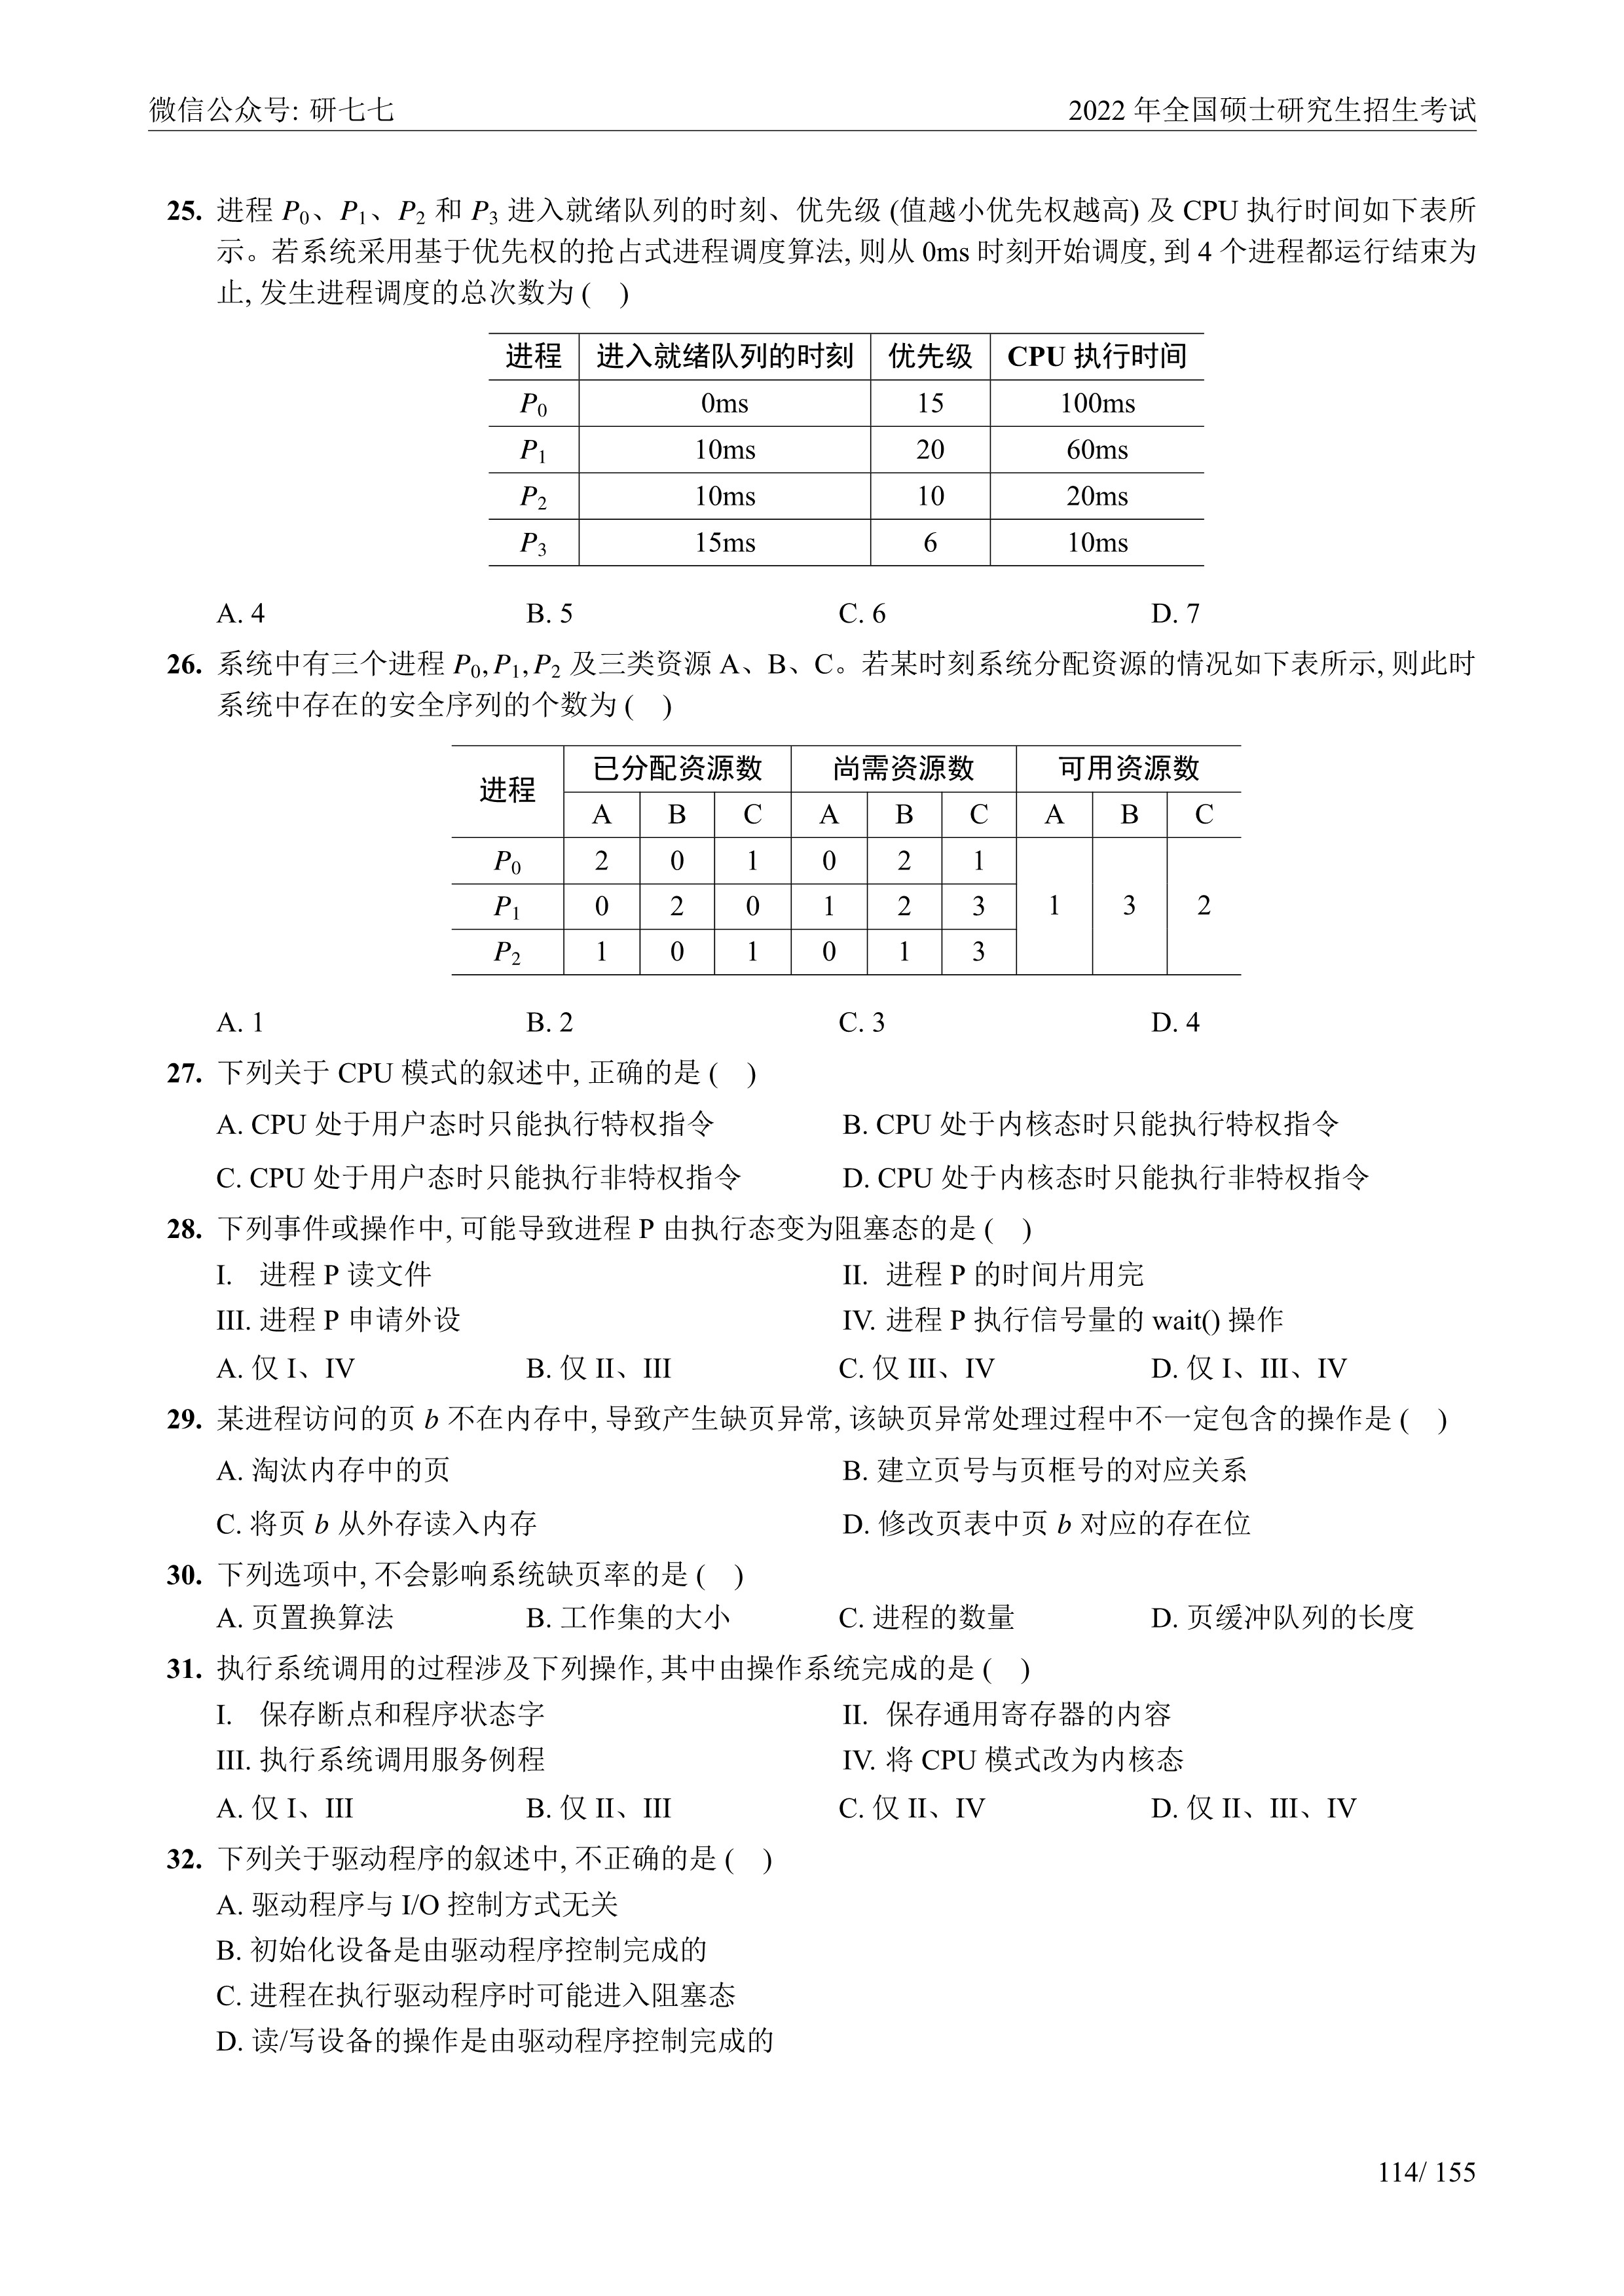 微信公众号: 研七七 2022 年全国硕士研究生招生考试
25. 进程 P0、P1、P2 和 P3 进入就绪队列的时刻、优先级 (值越小优先权越高) 及 CPU 执行时间如下表所
示。若系统采用基于优先权的抢占式进程调度算法, 则从 0ms 时刻开始调度, 到 4 个进程都运行结束为
止, 发生进程调度的总次数为 ( )
进程 进入就绪队列的时刻 优先级 CPU 执行时间
P0 0ms 15 100ms
P1 10ms 20 60ms
P2 10ms 10 20ms
P3 15ms 6 10ms
A. 4 B. 5 C. 6 D. 7
26. 系统中有三个进程 P0, P1, P2 及三类资源 A、B、C。若某时刻系统分配资源的情况如下表所示, 则此时
系统中存在的安全序列的个数为 ( )
进程 已分配资源数 尚需资源数 可用资源数
A B C A B C A B C
P0 2 0 1 0 2 1
P1 0 2 0 1 2 3 1 3 2
P2 1 0 1 0 1 3
A. 1 B. 2 C. 3 D. 4
27. 下列关于 CPU 模式的叙述中, 正确的是 ( )
A. CPU 处于用户态时只能执行特权指令 B. CPU 处于内核态时只能执行特权指令
C. CPU 处于用户态时只能执行非特权指令 D. CPU 处于内核态时只能执行非特权指令
28. 下列事件或操作中, 可能导致进程 P 由执行态变为阻塞态的是 ( )
I. 进程 P 读文件 II. 进程 P 的时间片用完
III. 进程 P 申请外设 IV. 进程 P 执行信号量的 wait() 操作
A. 仅 I、IV B. 仅 II、III C. 仅 III、IV D. 仅 I、III、IV
29. 某进程访问的页 b 不在内存中, 导致产生缺页异常, 该缺页异常处理过程中不一定包含的操作是 ( )
A. 淘汰内存中的页 B. 建立页号与页框号的对应关系
C. 将页 b 从外存读入内存 D. 修改页表中页 b 对应的存在位
30. 下列选项中, 不会影响系统缺页率的是 ( )
A. 页置换算法 B. 工作集的大小 C. 进程的数量 D. 页缓冲队列的长度
31. 执行系统调用的过程涉及下列操作, 其中由操作系统完成的是 ( )
I. 保存断点和程序状态字 II. 保存通用寄存器的内容
III. 执行系统调用服务例程 IV. 将 CPU 模式改为内核态
A. 仅 I、III B. 仅 II、III C. 仅 II、IV D. 仅 II、III、IV
32. 下列关于驱动程序的叙述中, 不正确的是 ( )
A. 驱动程序与 I/O 控制方式无关
B. 初始化设备是由驱动程序控制完成的
C. 进程在执行驱动程序时可能进入阻塞态
D. 读/写设备的操作是由驱动程序控制完成的
114/ 155